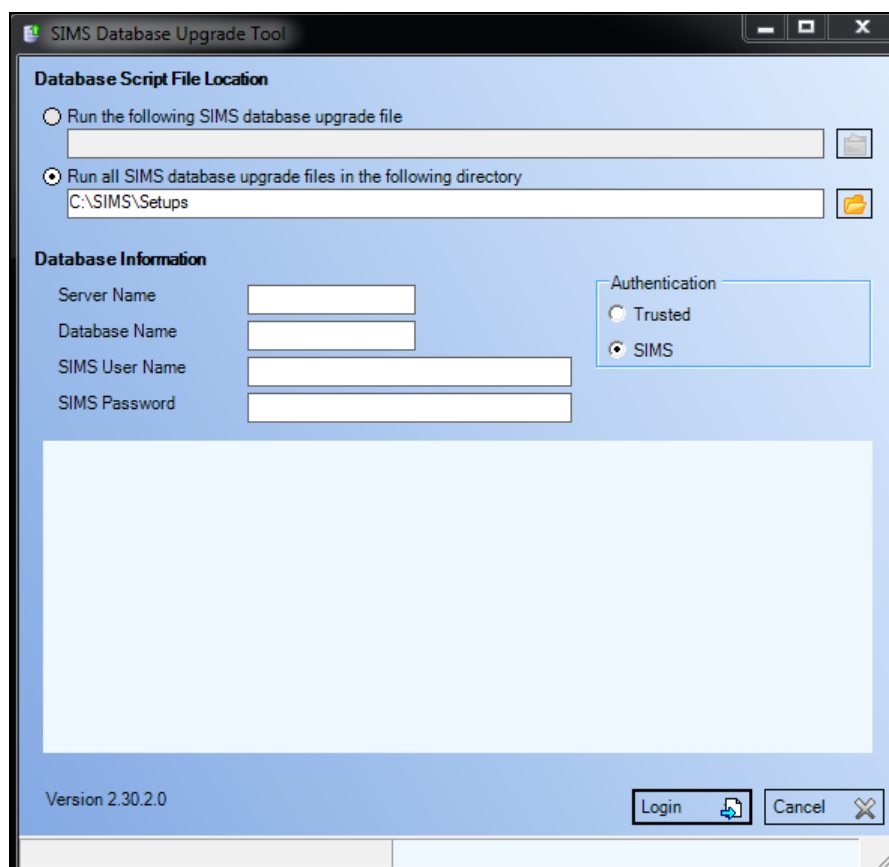 SIMS Database Upgrade Tool
Database Script File Location
Run the following SIMS database upgrade file
Run all SIMS database upgrade files in the following directory
C:\SIMS\Setups
Database Information
Server Name
Database Name
SIMS User Name
SIMS Password
Authentication
Trusted
SIMS
Version 2.30.2.0
Login
Cancel